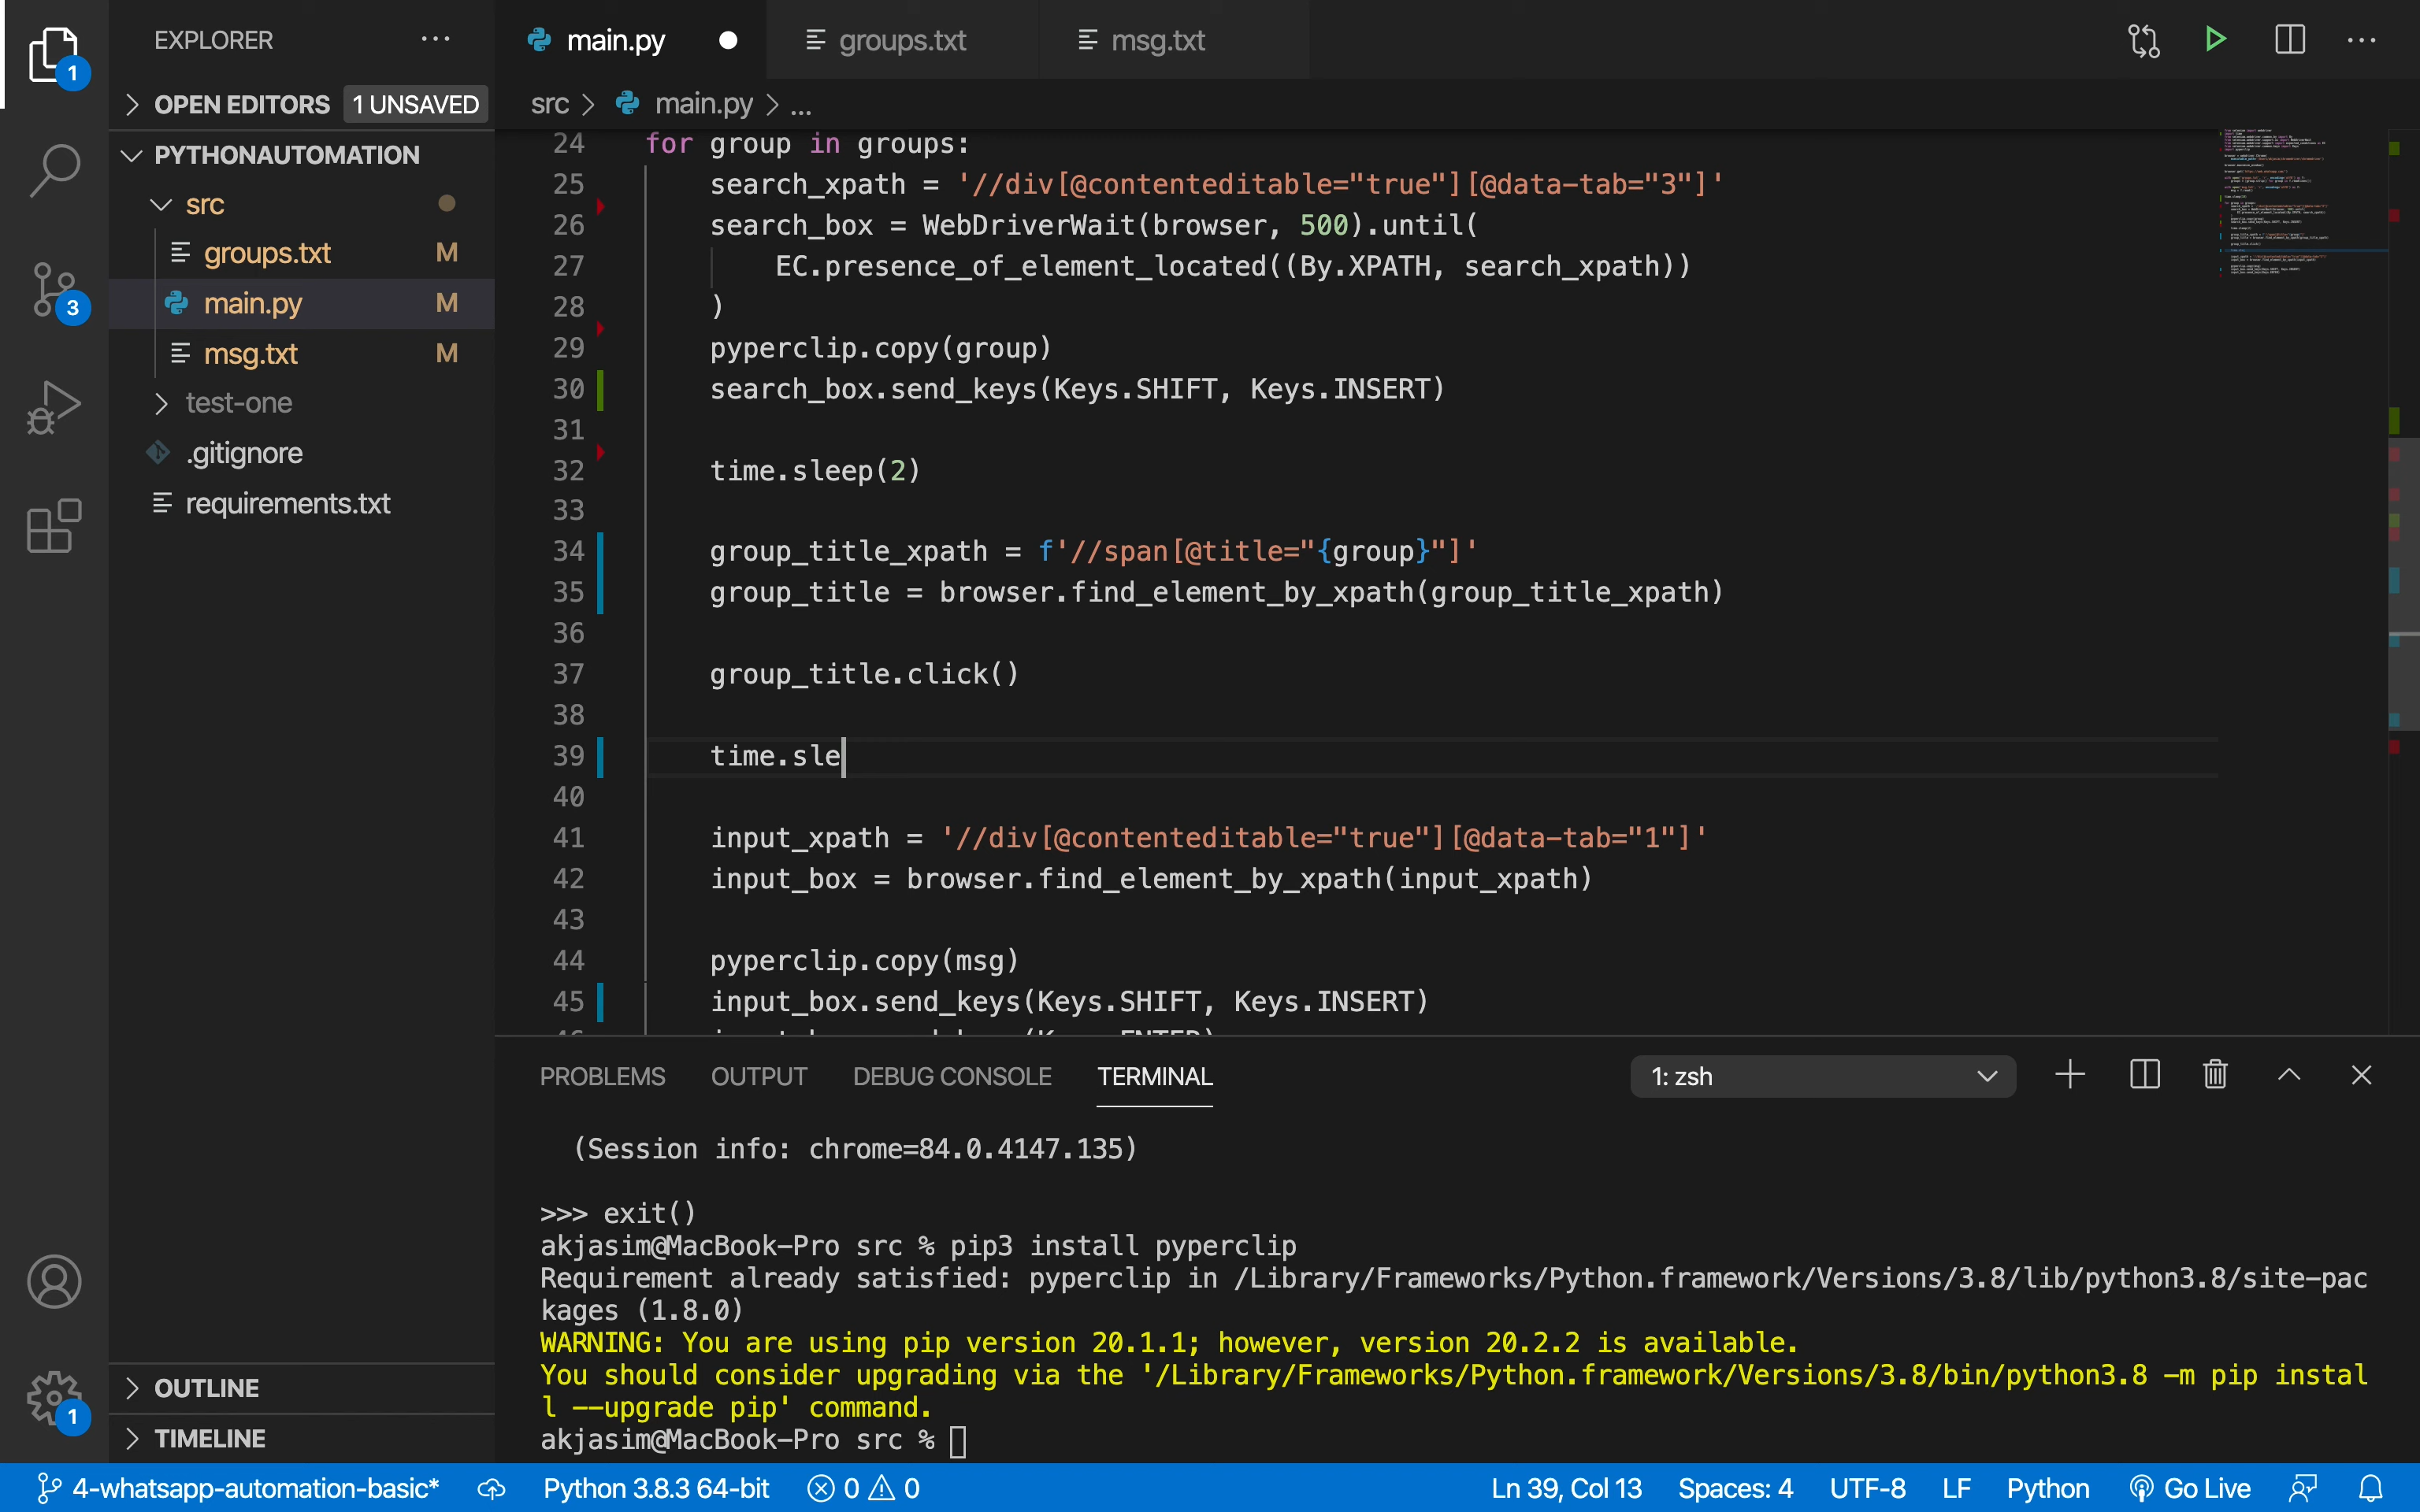 EXPLORER
main.py
groups.txt
msg.txt
OPEN EDITORS 1 UNSAVED
src > main.py > ...
PYTHONAUTOMATION
src
groups.txt M
main.py M
msg.txt M
test-one
.gitignore
requirements.txt
1
3
1
OUTLINE
TIMELINE
24 for group in groups:
25 search_xpath = '//div[@contenteditable="true"][@data-tab="3"]'
26 search_box = WebDriverWait(browser, 500).until(
27 EC.presence_of_element_located((By.XPATH, search_xpath))
28 )
29 pyperclip.copy(group)
30 search_box.send_keys(Keys.SHIFT, Keys.INSERT)
31
32 time.sleep(2)
33
34 group_title_xpath = f'//span[@title="{group}"]'
35 group_title = browser.find_element_by_xpath(group_title_xpath)
36
37 group_title.click()
38
39 time.sle
40
41 input_xpath = '//div[@contenteditable="true"][@data-tab="1"]'
42 input_box = browser.find_element_by_xpath(input_xpath)
43
44 pyperclip.copy(msg)
45 input_box.send_keys(Keys.SHIFT, Keys.INSERT)
PROBLEMS OUTPUT DEBUG CONSOLE TERMINAL 1: zsh
(Session info: chrome=84.0.4147.135)
>>> exit()
akjasim@MacBook-Pro src % pip3 install pyperclip
Requirement already satisfied: pyperclip in /Library/Frameworks/Python.framework/Versions/3.8/lib/python3.8/site-pac
kages (1.8.0)
WARNING: You are using pip version 20.1.1; however, version 20.2.2 is available.
You should consider upgrading via the '/Library/Frameworks/Python.framework/Versions/3.8/bin/python3.8 -m pip instal
l --upgrade pip' command.
akjasim@MacBook-Pro src %
4-whatsapp-automation-basic* Python 3.8.3 64-bit 0 0 Ln 39, Col 13 Spaces: 4 UTF-8 LF Python Go Live